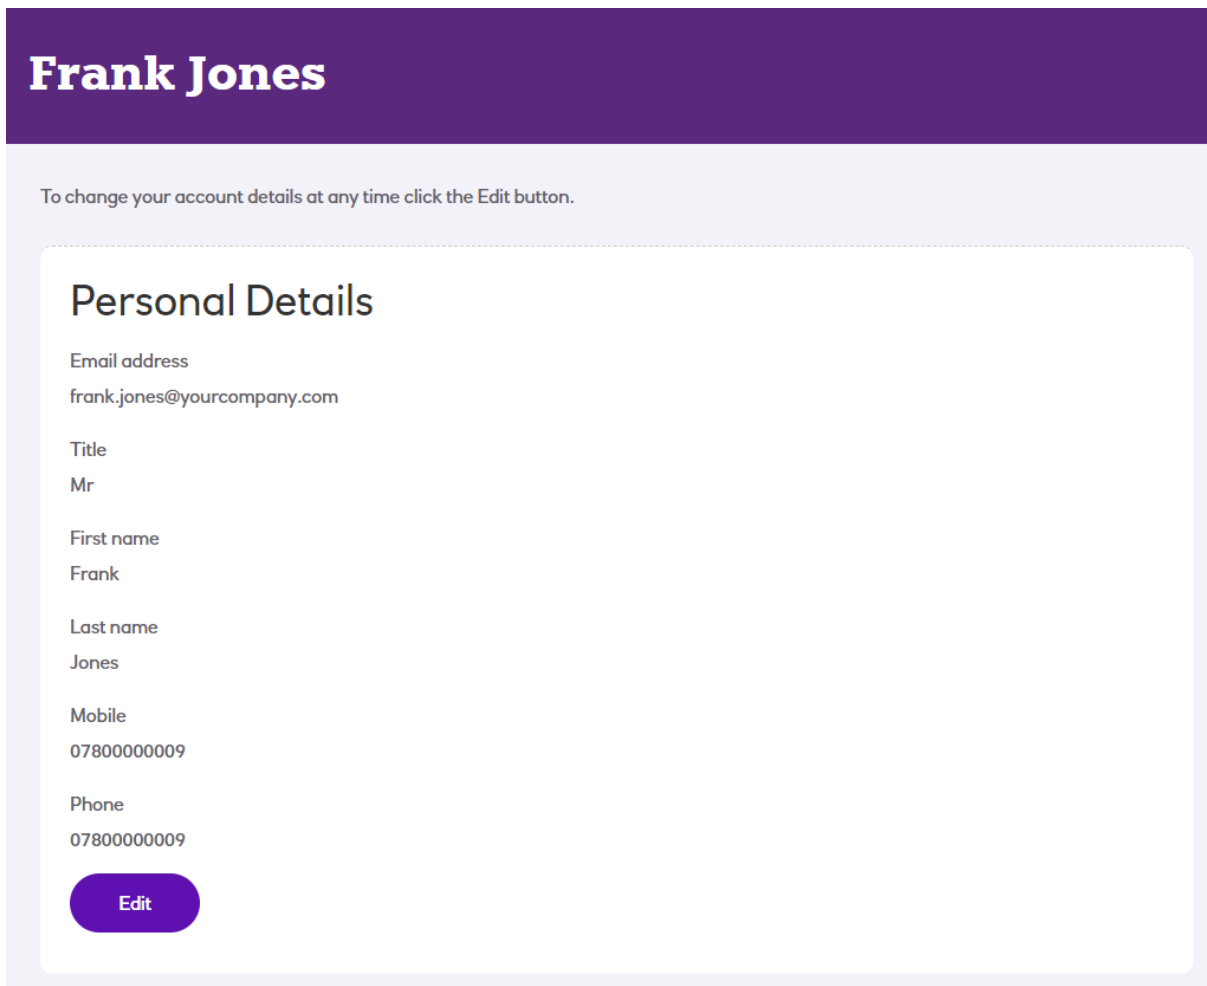 Frank Jones
To change your account details at any time click the Edit button.
Personal Details
Email address
frank.jones@yourcompany.com
Title
Mr
First name
Frank
Last name
Jones
Mobile
07800000009
Phone
07800000009
Edit